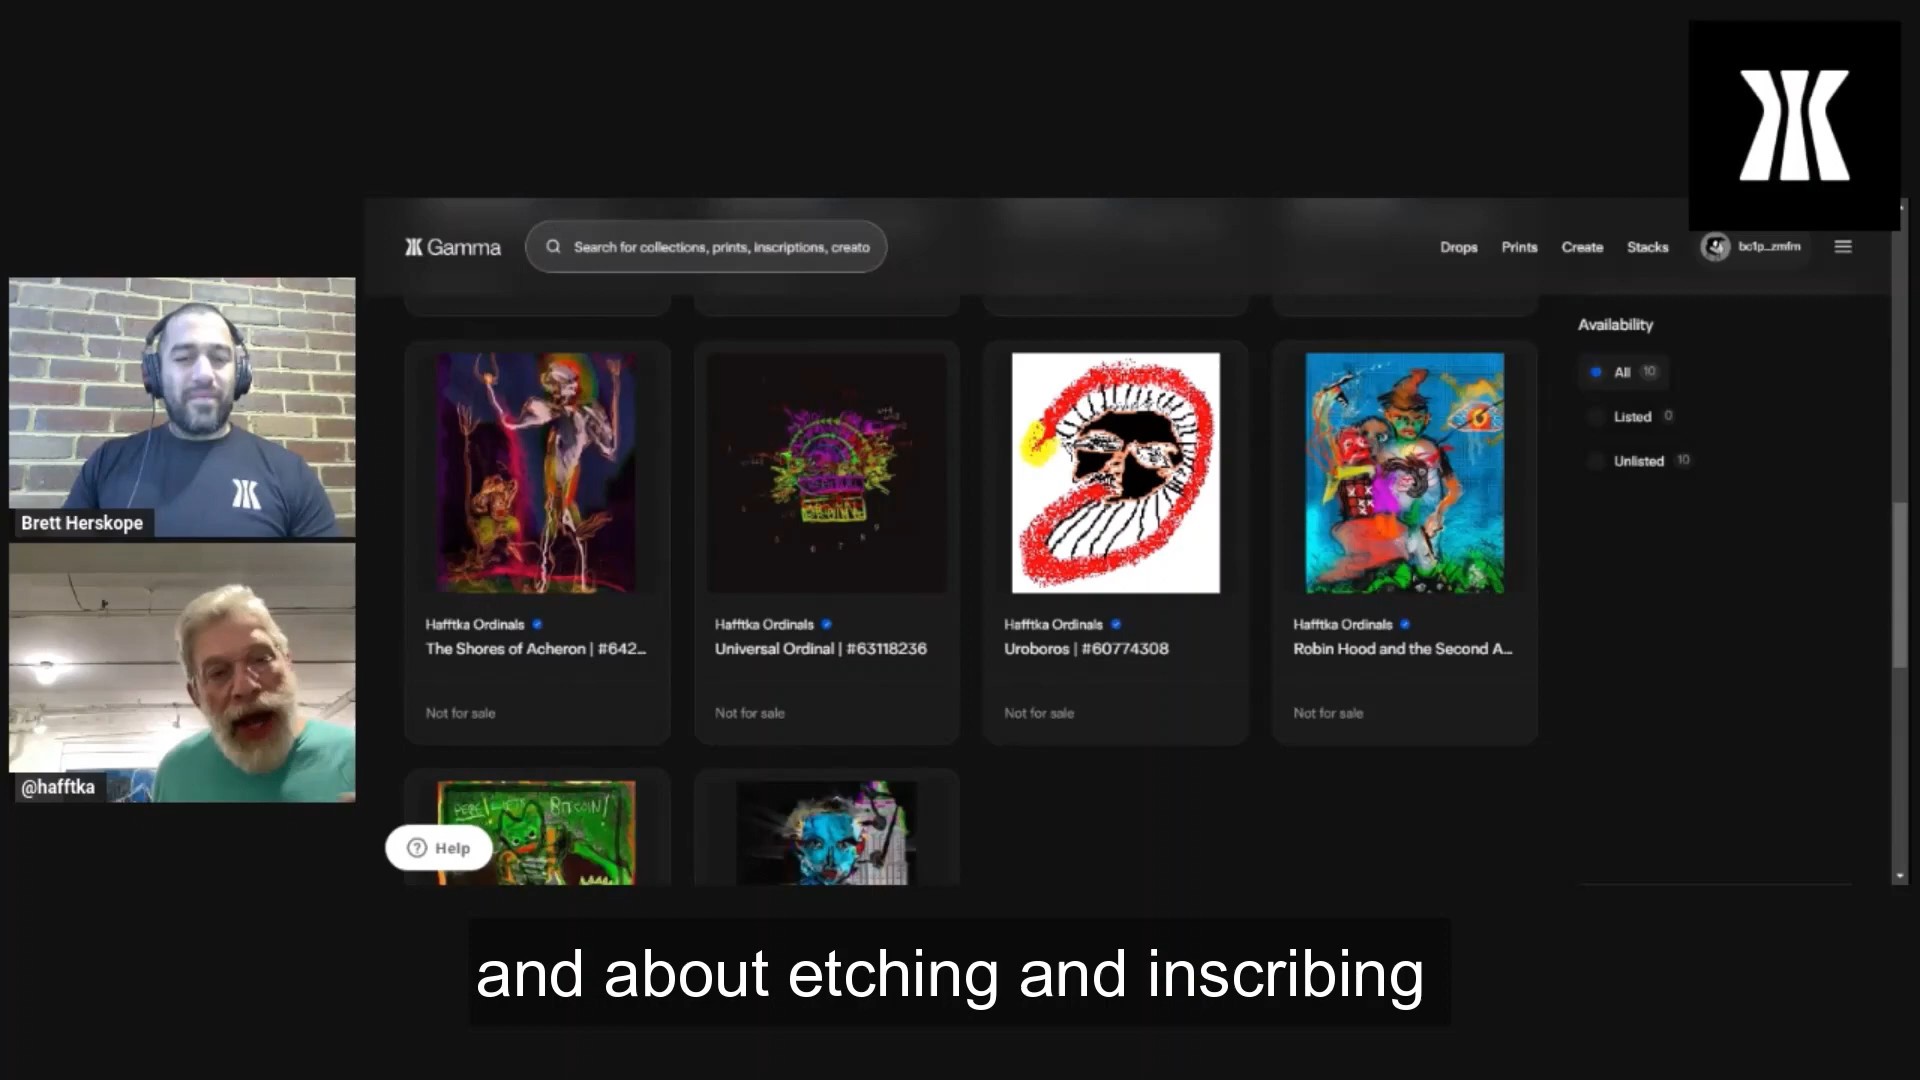 Gamma
Search for collections, prints, inscriptions, creato
Drops
Prints
Create
Stacks
bc1p_zmfm
Availability
All 10
Listed 0
Unlisted 10
Brett Herskope
@hafftka
Hafftka Ordinals
The Shores of Acheron | #642...
Not for sale
Hafftka Ordinals
Universal Ordinal | #63118236
Not for sale
Hafftka Ordinals
Uroboros | #60774308
Not for sale
Hafftka Ordinals
Robin Hood and the Second A...
Not for sale
BITCOIN
Help
and about etching and inscribing